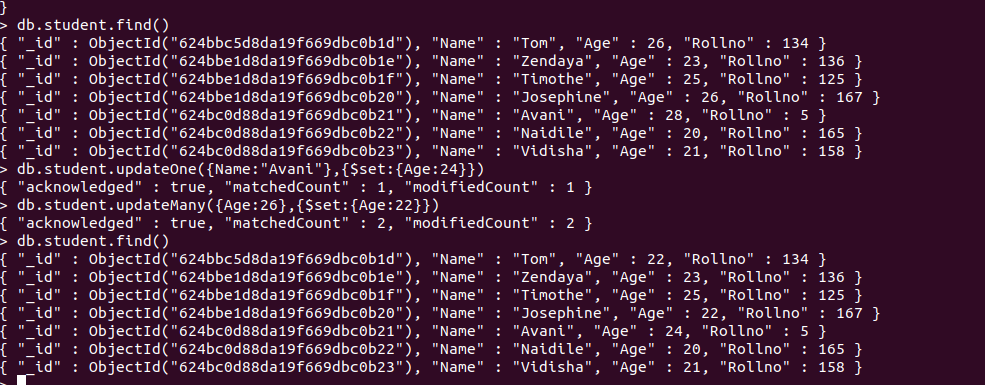 }
> db.student.find()
{ "_id" : ObjectId("624bbc5d8da19f669dbc0b1d"), "Name" : "Tom", "Age" : 26, "Rollno" : 134 }
{ "_id" : ObjectId("624bbe1d8da19f669dbc0b1e"), "Name" : "Zendaya", "Age" : 23, "Rollno" : 136 }
{ "_id" : ObjectId("624bbe1d8da19f669dbc0b1f"), "Name" : "Timothe", "Age" : 25, "Rollno" : 125 }
{ "_id" : ObjectId("624bbe1d8da19f669dbc0b20"), "Name" : "Josephine", "Age" : 26, "Rollno" : 167 }
{ "_id" : ObjectId("624bc0d88da19f669dbc0b21"), "Name" : "Avani", "Age" : 28, "Rollno" : 5 }
{ "_id" : ObjectId("624bc0d88da19f669dbc0b22"), "Name" : "Naidile", "Age" : 20, "Rollno" : 165 }
{ "_id" : ObjectId("624bc0d88da19f669dbc0b23"), "Name" : "Vidisha", "Age" : 21, "Rollno" : 158 }
> db.student.updateOne({Name:"Avani"},{$set:{Age:24}})
{ "acknowledged" : true, "matchedCount" : 1, "modifiedCount" : 1 }
> db.student.updateMany({Age:26},{$set:{Age:22}})
{ "acknowledged" : true, "matchedCount" : 2, "modifiedCount" : 2 }
> db.student.find()
{ "_id" : ObjectId("624bbc5d8da19f669dbc0b1d"), "Name" : "Tom", "Age" : 22, "Rollno" : 134 }
{ "_id" : ObjectId("624bbe1d8da19f669dbc0b1e"), "Name" : "Zendaya", "Age" : 23, "Rollno" : 136 }
{ "_id" : ObjectId("624bbe1d8da19f669dbc0b1f"), "Name" : "Timothe", "Age" : 25, "Rollno" : 125 }
{ "_id" : ObjectId("624bbe1d8da19f669dbc0b20"), "Name" : "Josephine", "Age" : 22, "Rollno" : 167 }
{ "_id" : ObjectId("624bc0d88da19f669dbc0b21"), "Name" : "Avani", "Age" : 24, "Rollno" : 5 }
{ "_id" : ObjectId("624bc0d88da19f669dbc0b22"), "Name" : "Naidile", "Age" : 20, "Rollno" : 165 }
{ "_id" : ObjectId("624bc0d88da19f669dbc0b23"), "Name" : "Vidisha", "Age" : 21, "Rollno" : 158 }
>